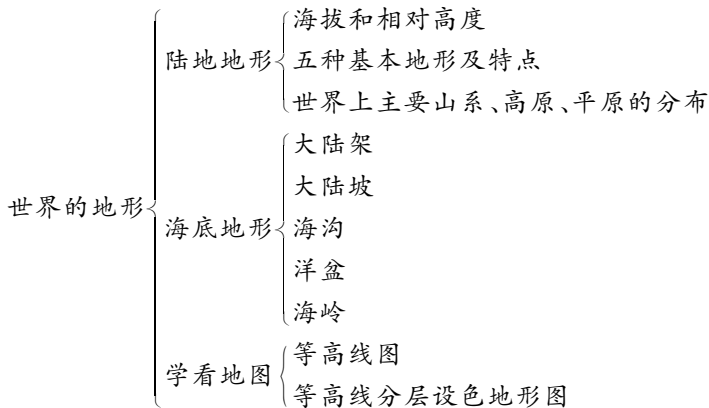 世界的地形
陆地地形
海拔和相对高度
五种基本地形及特点
世界上主要山系、高原、平原的分布
海底地形
大陆架
大陆坡
海沟
洋盆
海岭
学看地图
等高线图
等高线分层设色地形图